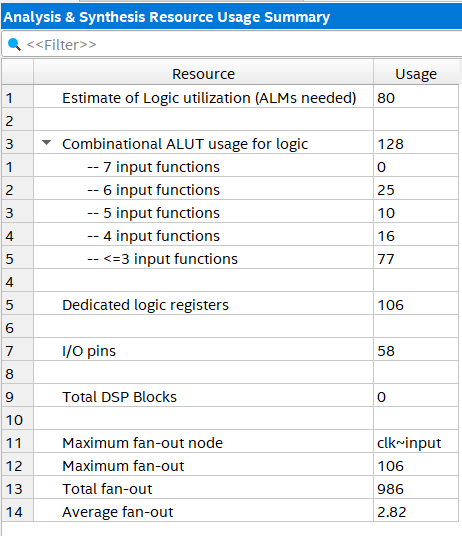 Analysis & Synthesis Resource Usage Summary
<<Filter>>
Resource Usage
1 Estimate of Logic utilization (ALMs needed) 80
2
3 Combinational ALUT usage for logic 128
1 -- 7 input functions 0
2 -- 6 input functions 25
3 -- 5 input functions 10
4 -- 4 input functions 16
5 -- <=3 input functions 77
4
5 Dedicated logic registers 106
6
7 I/O pins 58
8
9 Total DSP Blocks 0
10
11 Maximum fan-out node clk~input
12 Maximum fan-out 106
13 Total fan-out 986
14 Average fan-out 2.82